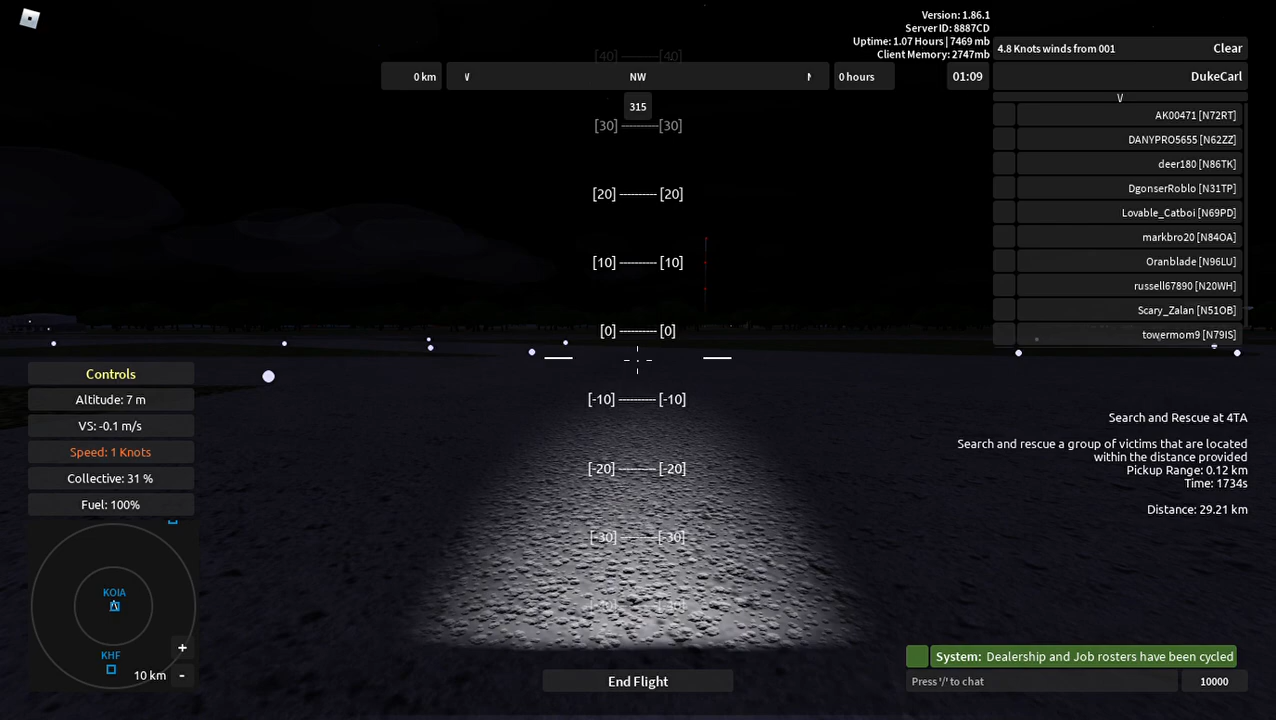 Version: 1.86.1
Server ID: 8887CD
Uptime: 1.07 Hours | 7469 mb
Client Memory: 2747mb
4.8 Knots winds from 001 Clear
[40] [40]
0 km NW 0 hours 01:09 DukeCarl
315
V
AK00471 [N72RT]
[30] ---------- [30]
DANYPRO5655 [N62ZZ]
deer180 [N86TK]
[20] ---------- [20]
DgonserRoblo [N31TP]
Lovable_Catboi [N69PD]
markbro20 [N84OA]
[10] ---------- [10]
Oranblade [N96LU]
russell67890 [N20WH]
Scary_Zalan [N51OB]
[0] ---------- [0]
towermom9 [N79IS]
Controls
Altitude: 7 m
VS: -0.1 m/s
Speed: 1 Knots
Collective: 31 %
Fuel: 100%
[-10] ---------- [-10]
Search and Rescue at 4TA
Search and rescue a group of victims that are located
within the distance provided
Pickup Range: 0.12 km
Time: 1734s
[-20] ---------- [-20]
Distance: 29.21 km
[-30] ---------- [-30]
KOIA
KHF
+
10 km -
System: Dealership and Job rosters have been cycled
End Flight
Press '/' to chat 10000